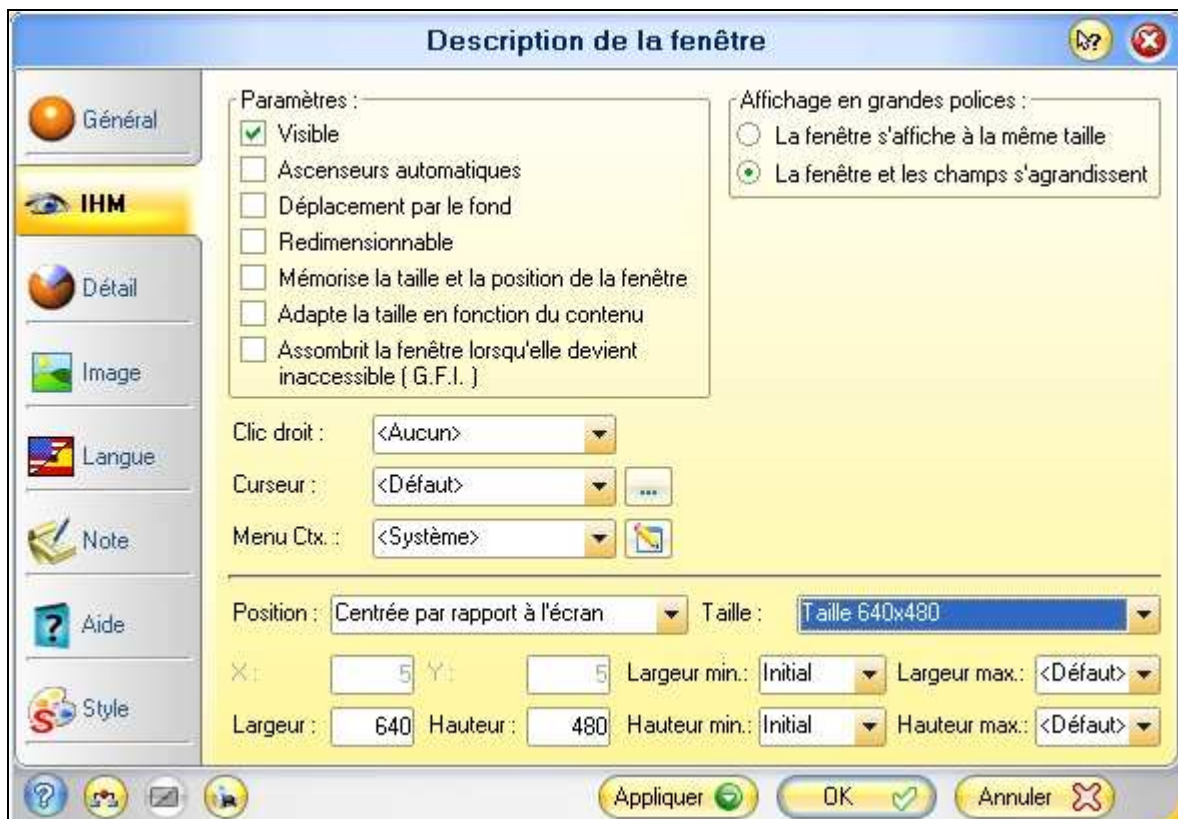 Description de la fenêtre
Général
IHM
Détail
Image
Langue
Note
Aide
Style
Paramètres :
Visible
Ascenseurs automatiques
Déplacement par le fond
Redimensionnable
Mémorise la taille et la position de la fenêtre
Adapte la taille en fonction du contenu
Assombrit la fenêtre lorsqu'elle devient
inaccessible ( G.F.I. )
Affichage en grandes polices :
La fenêtre s'affiche à la même taille
La fenêtre et les champs s'agrandissent
Clic droit : <Aucun>
Curseur : <Défaut> ...
Menu Ctx. : <Système>
Position : Centrée par rapport à l'écran Taille : Taille 640x480
X : 5 Y : 5 Largeur min.: Initial Largeur max.: <Défaut>
Largeur : 640 Hauteur : 480 Hauteur min.: Initial Hauteur max.: <Défaut>
Appliquer OK Annuler